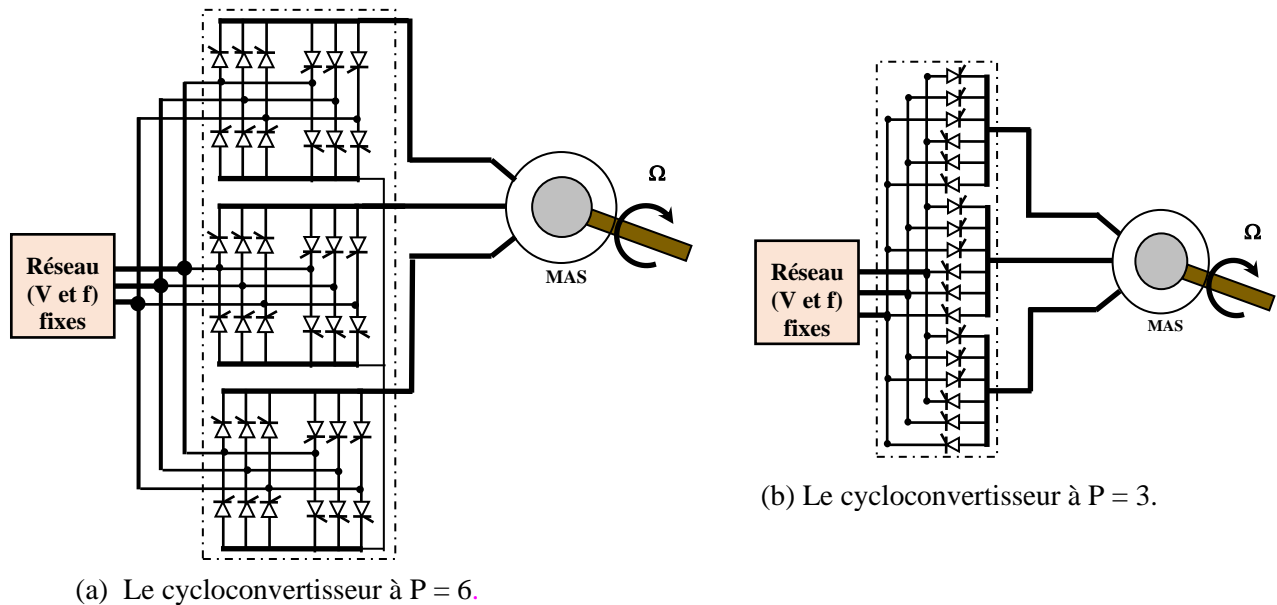 Réseau
(V et f)
fixes
MAS
Ω
(a) Le cycloconvertisseur à P = 6.
Réseau
(V et f)
fixes
MAS
Ω
(b) Le cycloconvertisseur à P = 3.